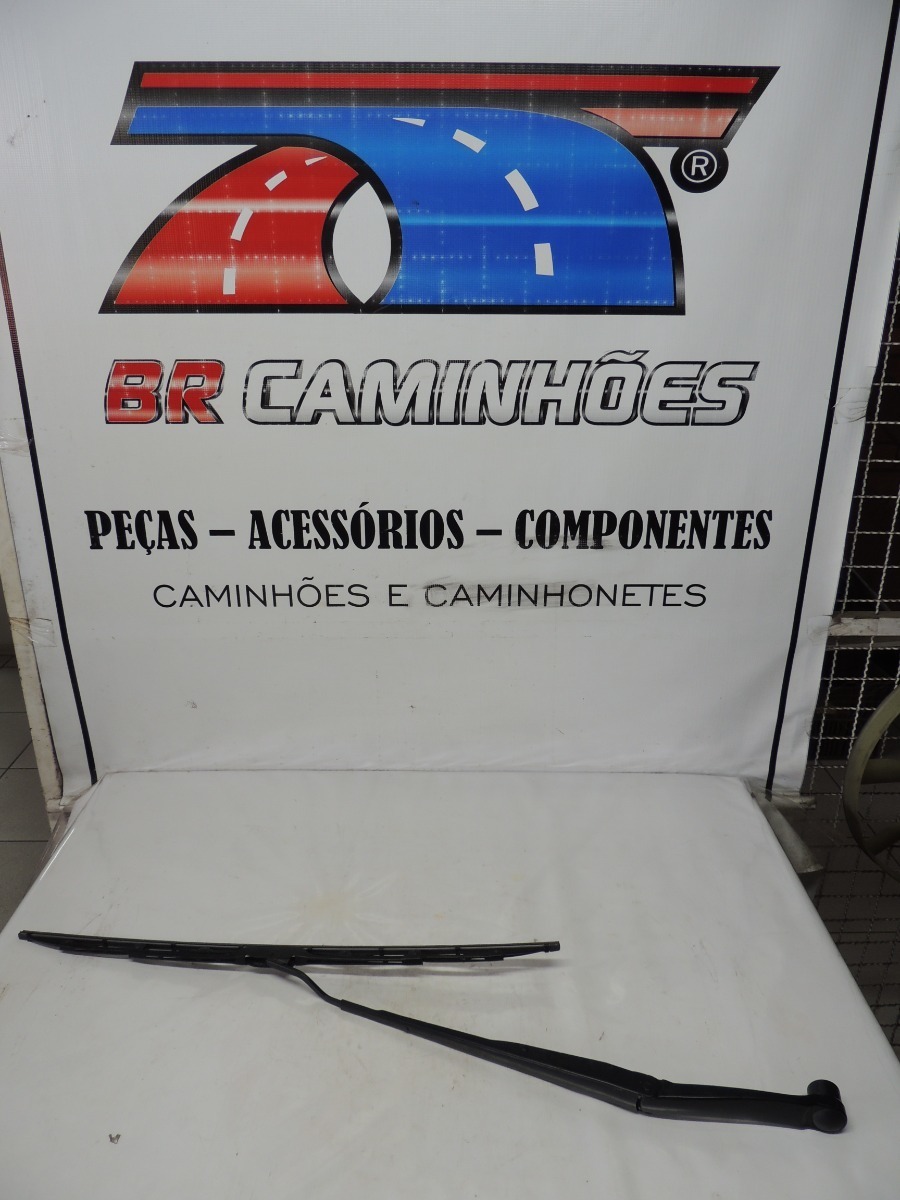 ®
BR CAMINHÕES
PEÇAS – ACESSÓRIOS – COMPONENTES
CAMINHÕES E CAMINHONETES